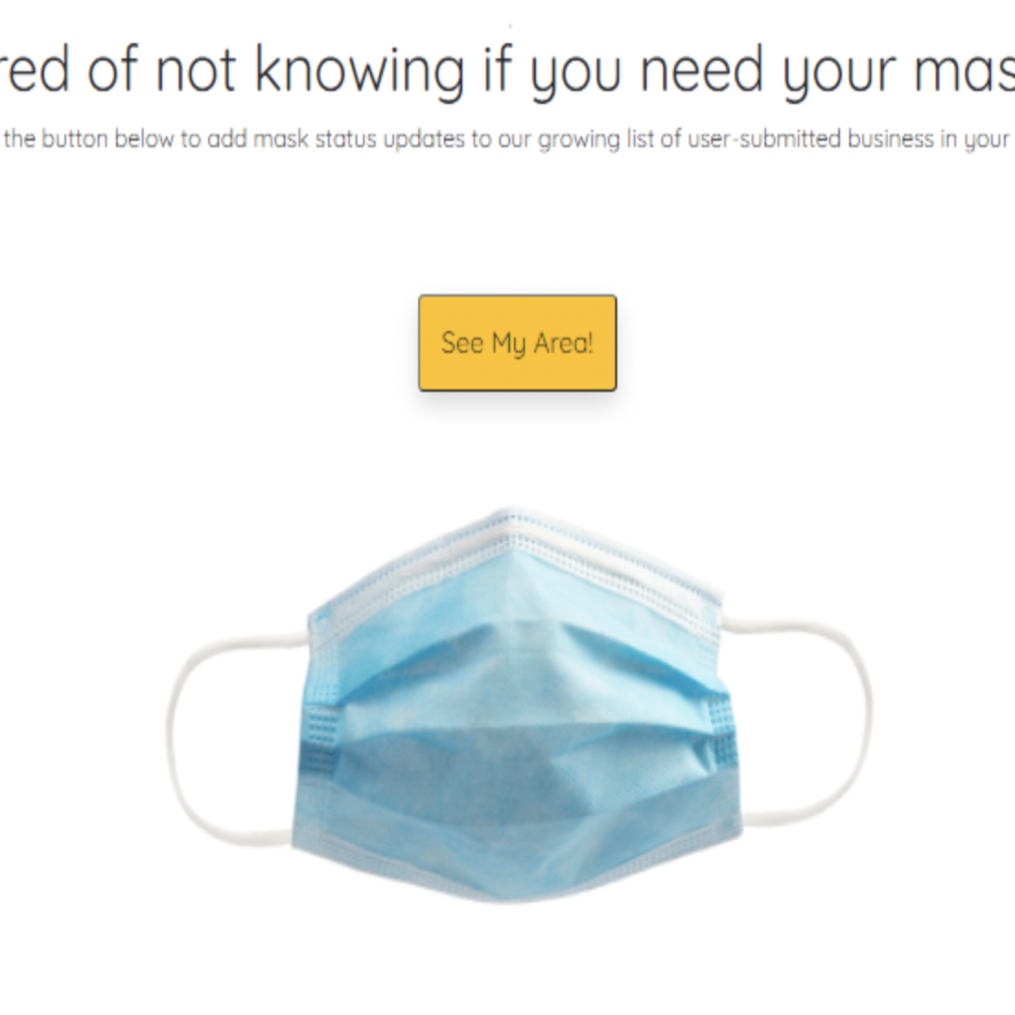 red of not knowing if you need your mas
the button below to add mask status updates to our growing list of user-submitted business in your
See My Area!